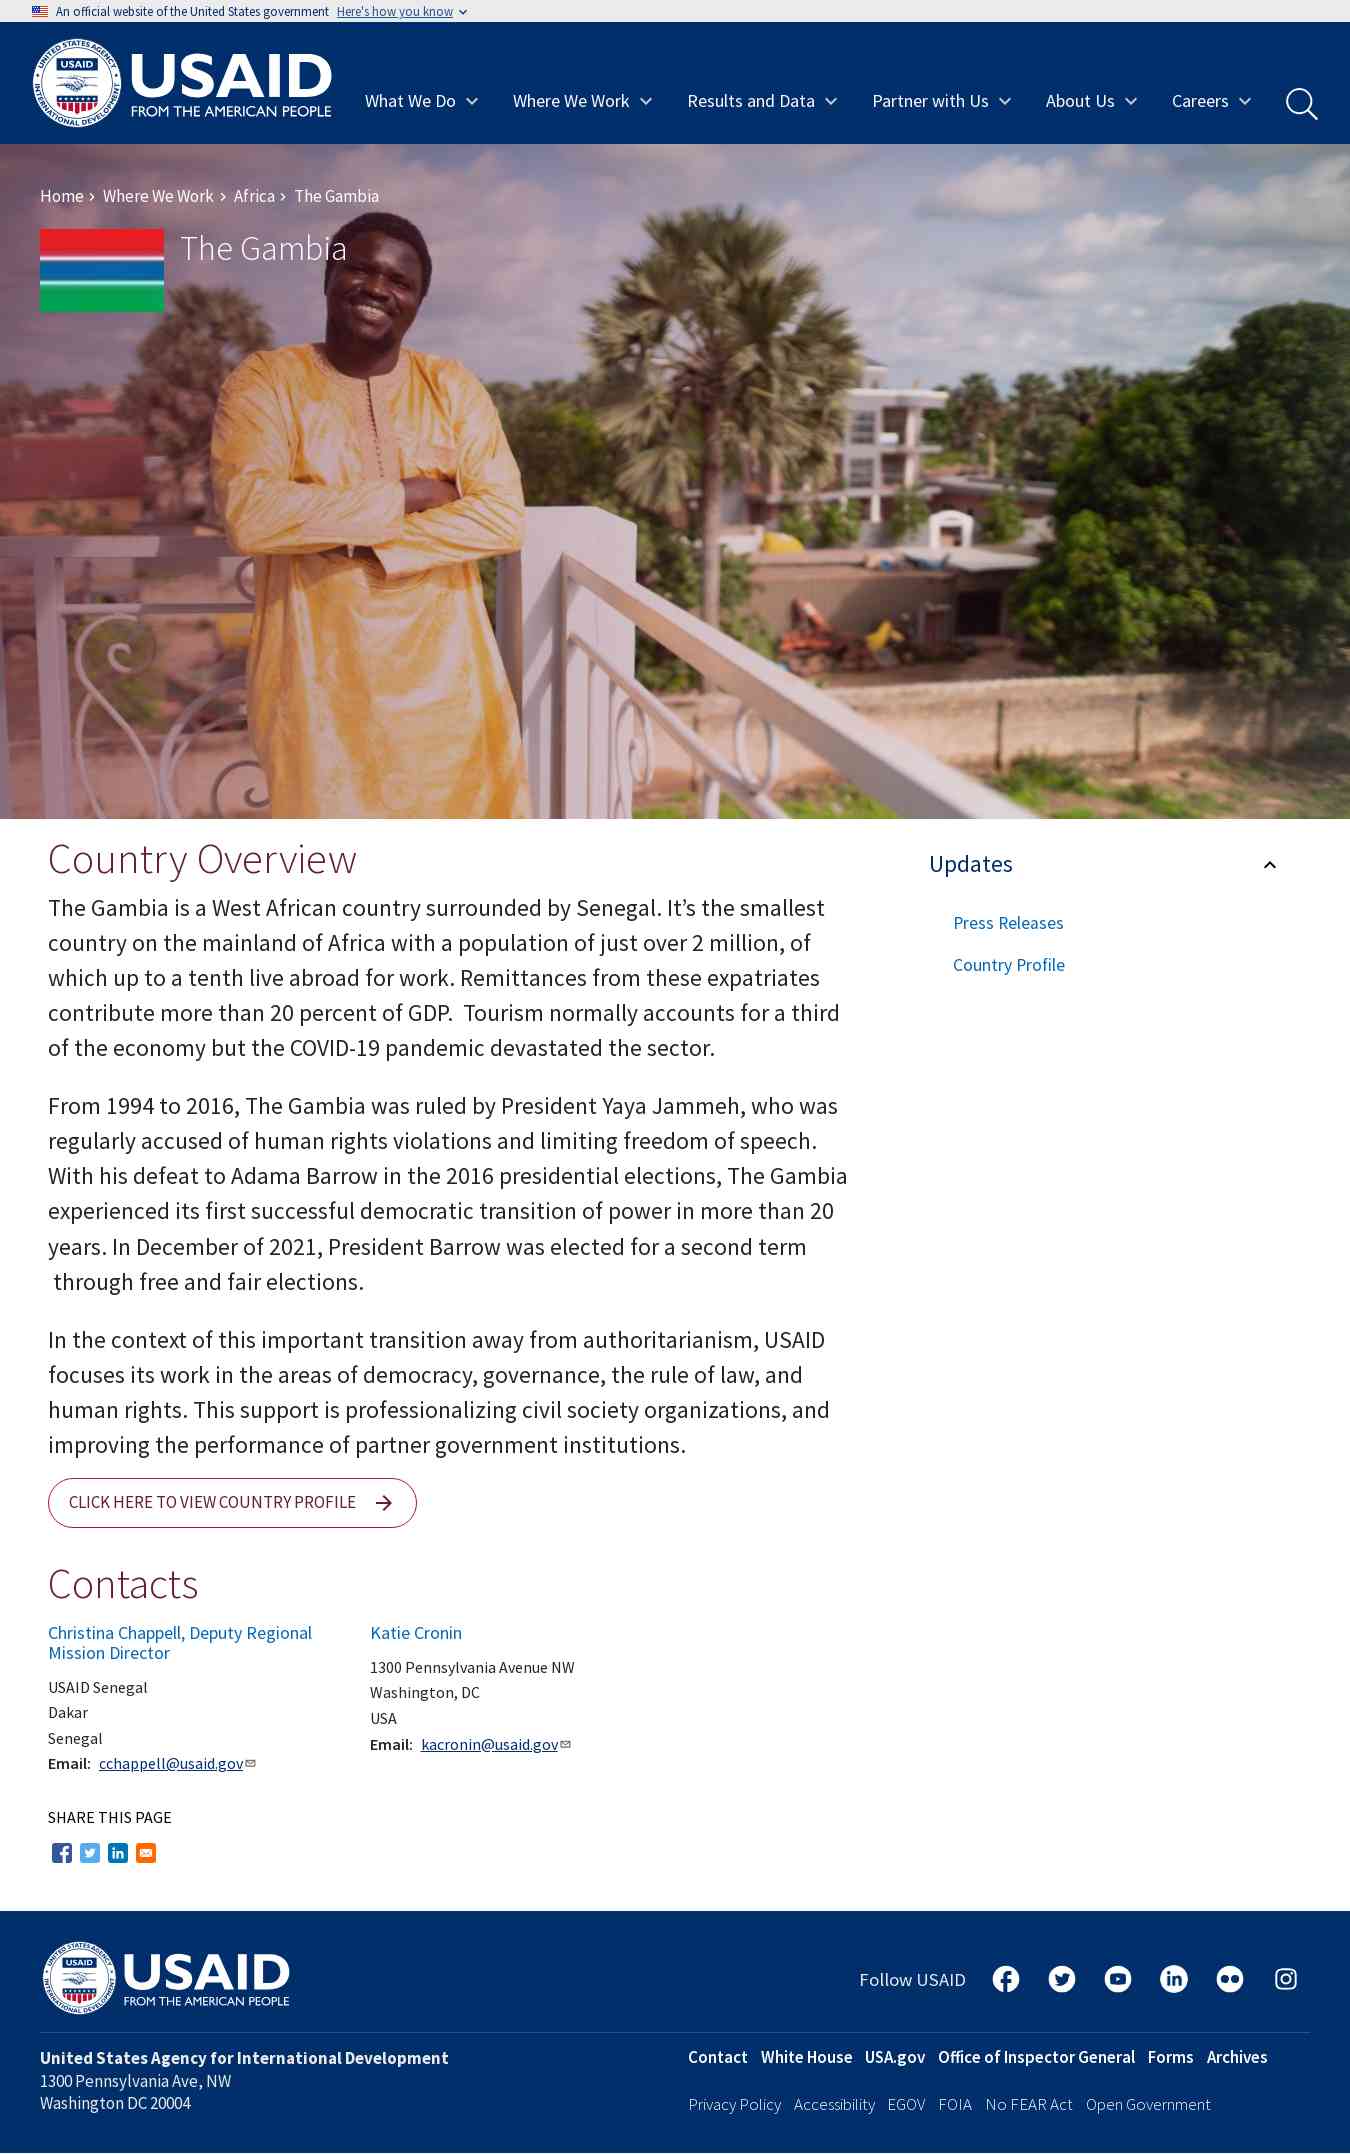 An official website of the United States government Here's how you know
USAID
FROM THE AMERICAN PEOPLE
UNITED STATES AGENCY
INTERNATIONAL DEVELOPMENT
USAID
What We Do Where We Work Results and Data Partner with Us About Us Careers
Home Where We Work Africa The Gambia
The Gambia
Country Overview
The Gambia is a West African country surrounded by Senegal. It’s the smallest
country on the mainland of Africa with a population of just over 2 million, of
which up to a tenth live abroad for work. Remittances from these expatriates
contribute more than 20 percent of GDP.  Tourism normally accounts for a third
of the economy but the COVID-19 pandemic devastated the sector.
From 1994 to 2016, The Gambia was ruled by President Yaya Jammeh, who was
regularly accused of human rights violations and limiting freedom of speech.
With his defeat to Adama Barrow in the 2016 presidential elections, The Gambia
experienced its first successful democratic transition of power in more than 20
years. In December of 2021, President Barrow was elected for a second term
through free and fair elections.
In the context of this important transition away from authoritarianism, USAID
focuses its work in the areas of democracy, governance, the rule of law, and
human rights. This support is professionalizing civil society organizations, and
improving the performance of partner government institutions.
CLICK HERE TO VIEW COUNTRY PROFILE
Updates
Press Releases
Country Profile
Contacts
Christina Chappell, Deputy Regional
Mission Director
USAID Senegal
Dakar
Senegal
Email: cchappell@usaid.gov
Katie Cronin
1300 Pennsylvania Avenue NW
Washington, DC
USA
Email: kacronin@usaid.gov
SHARE THIS PAGE
UNITED STATES AGENCY
INTERNATIONAL DEVELOPMENT
USAID
USAID
FROM THE AMERICAN PEOPLE
Follow USAID
United States Agency for International Development
1300 Pennsylvania Ave, NW
Washington DC 20004
Contact White House USA.gov Office of Inspector General Forms Archives
Privacy Policy Accessibility EGOV FOIA No FEAR Act Open Government